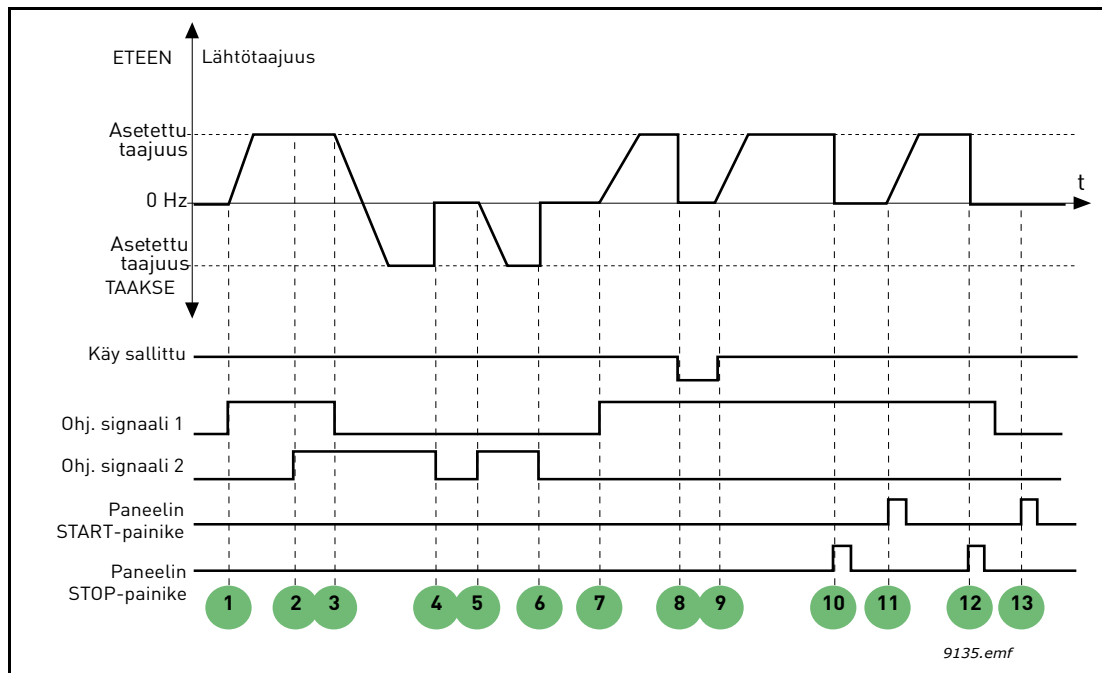 ETEEN
Lähtötaajuus
Asetettu
taajuus
0 Hz
t
Asetettu
taajuus
TAAKSE
Käy sallittu
Ohj. signaali 1
Ohj. signaali 2
Paneelin
START-painike
Paneelin
STOP-painike
1 2 3 4 5 6 7 8 9 10 11 12 13
9135.emf